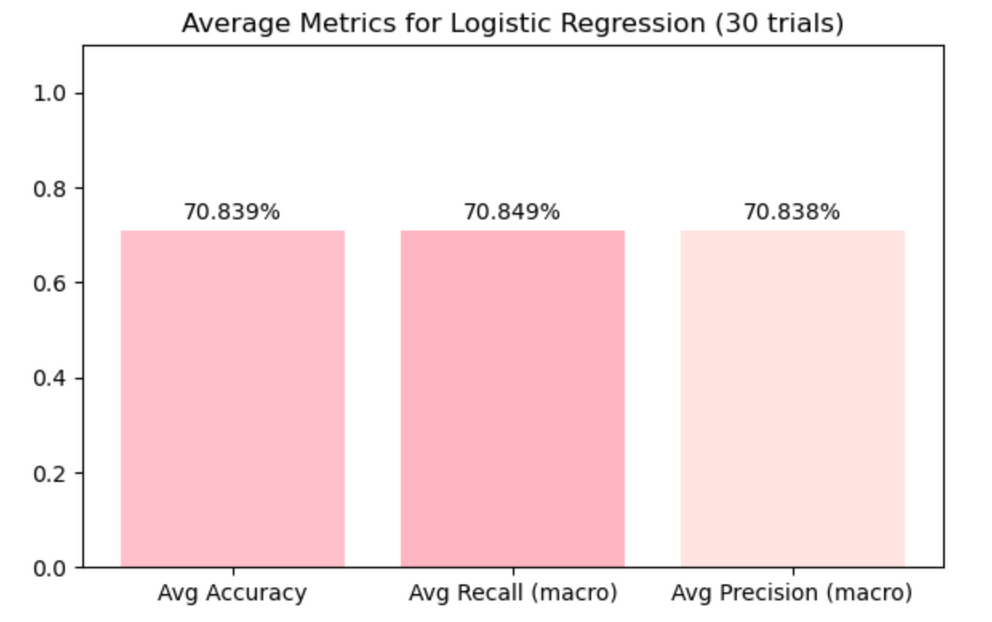 Average Metrics for Logistic Regression (30 trials)
1.0
0.8
0.6
0.4
0.2
0.0
70.839%
70.849%
70.838%
Avg Accuracy
Avg Recall (macro)
Avg Precision (macro)